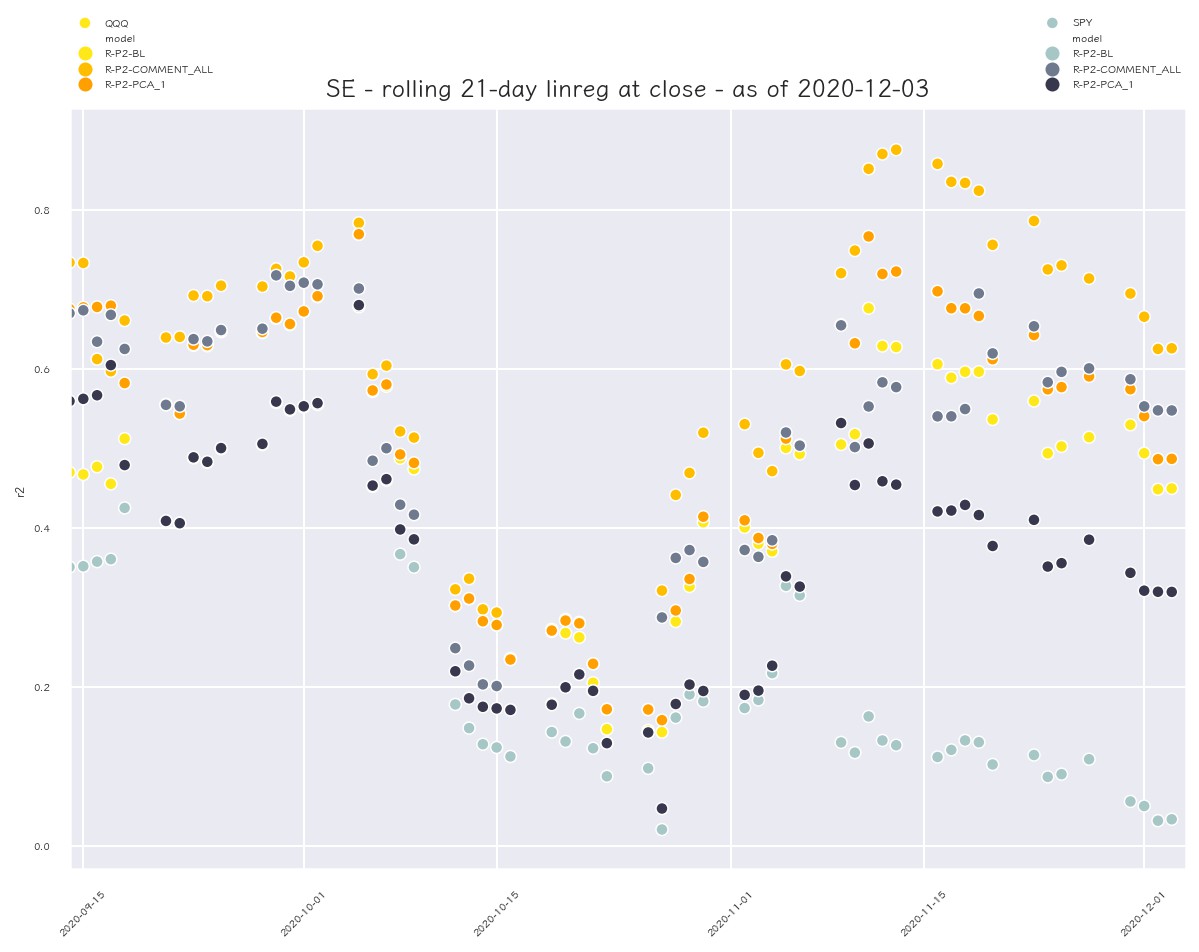 QQQ
model
R-P2-BL
R-P2-COMMENT_ALL
R-P2-PCA_1
SPY
model
R-P2-BL
R-P2-COMMENT_ALL
R-P2-PCA_1
SE - rolling 21-day linreg at close - as of 2020-12-03
r2
0.8
0.6
0.4
0.2
0.0
2020-09-15
2020-10-01
2020-10-15
2020-11-01
2020-11-15
2020-12-01